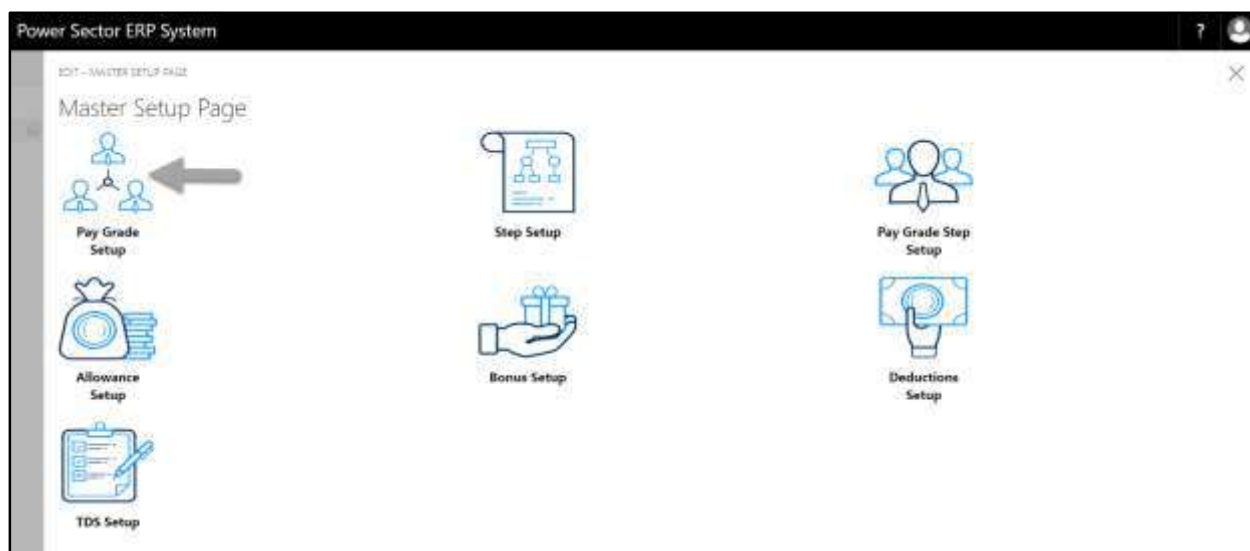 Power Sector ERP System
?
EDIT – MASTER SETUP PAGE
Master Setup Page
Pay Grade
Setup
Step Setup
Pay Grade Step
Setup
Allowance
Setup
Bonus Setup
Deductions
Setup
TDS Setup